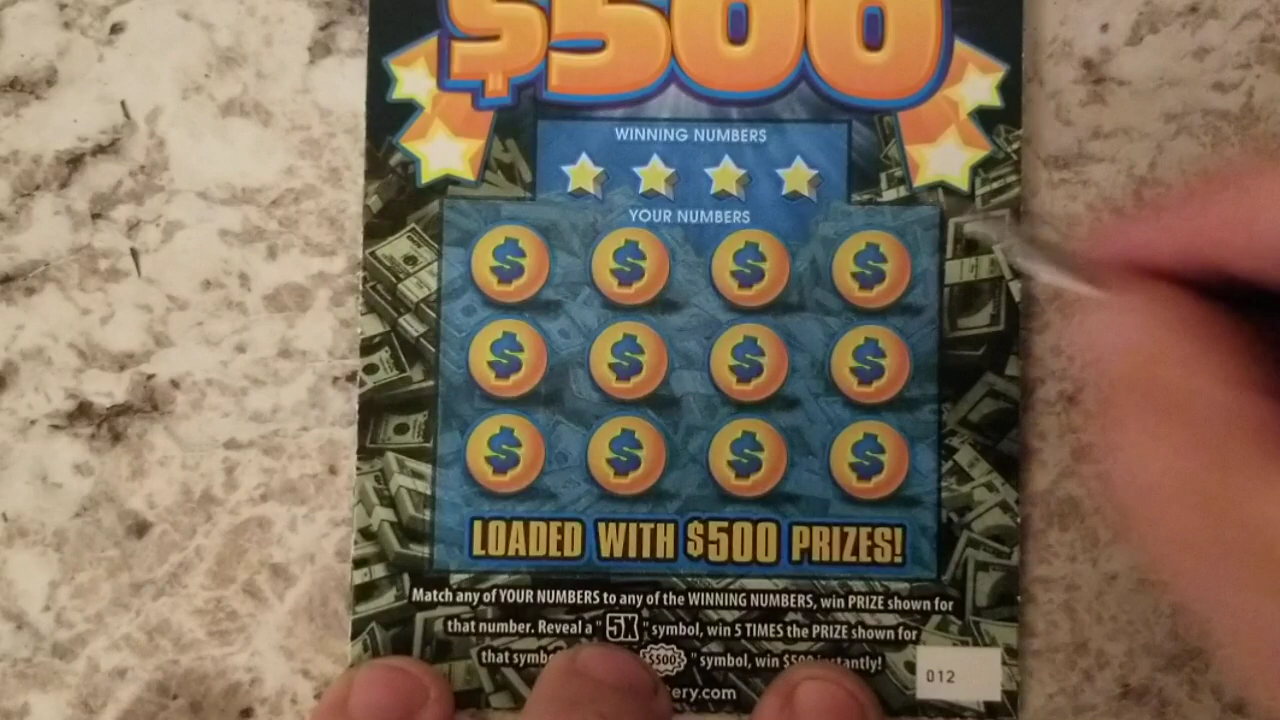 $500
WINNING NUMBERS
YOUR NUMBERS
$ $ $ $
$ $ $ $
$ $ $ $
LOADED WITH $500 PRIZES!
Match any of YOUR NUMBERS to any of the WINNING NUMBERS, win PRIZE shown for
that number. Reveal a "5X" symbol, win 5 TIMES the PRIZE shown for
that "$500" symbol, win $500 instantly!
012